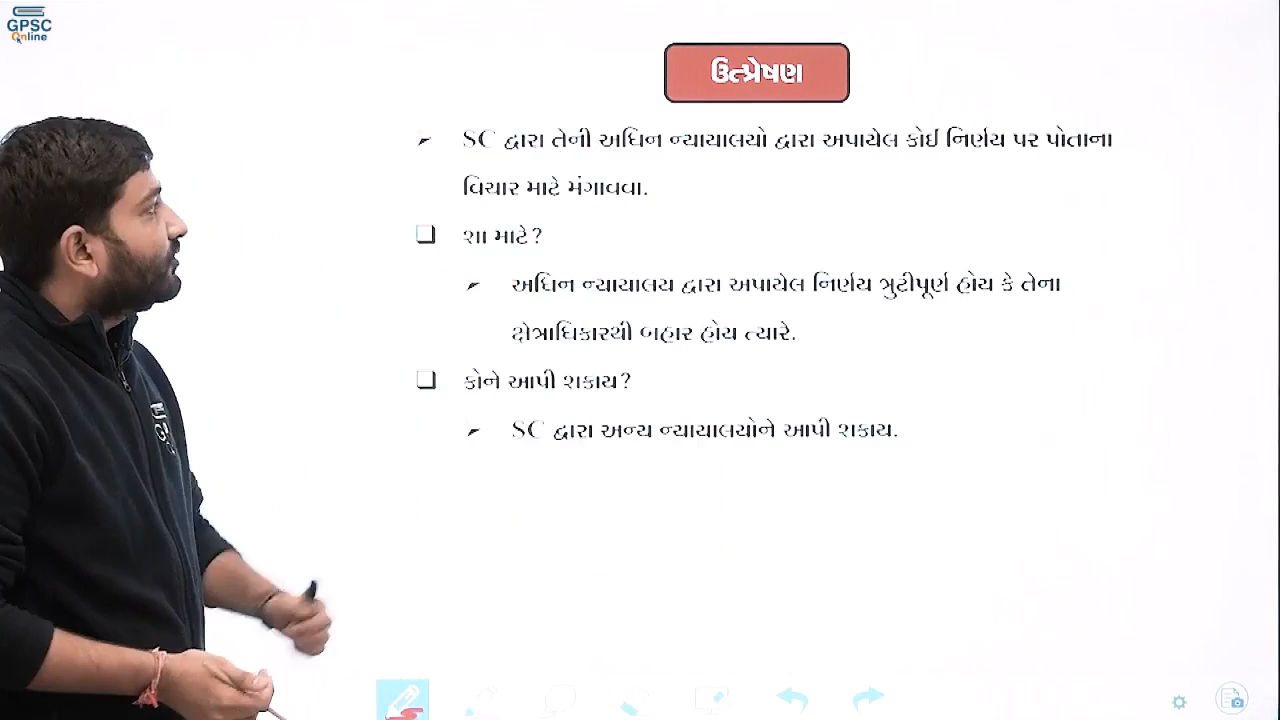 GPSC
Online
ઉત્પ્રેષણ
➢ SC દ્વારા તેની અધિન ન્યાયાલયો દ્વારા અપાયેલ કોઈ નિર્ણય પર પોતાના
વિચાર માટે મંગાવવા.
❑ શા માટે?
➢ અધિન ન્યાયાલય દ્વારા અપાયેલ નિર્ણય ત્રુટીપૂર્ણ હોય કે તેના
ક્ષેત્રાધિકારથી બહાર હોય ત્યારે.
❑ કોને આપી શકાય?
➢ SC દ્વારા અન્ય ન્યાયાલયોને આપી શકાય.